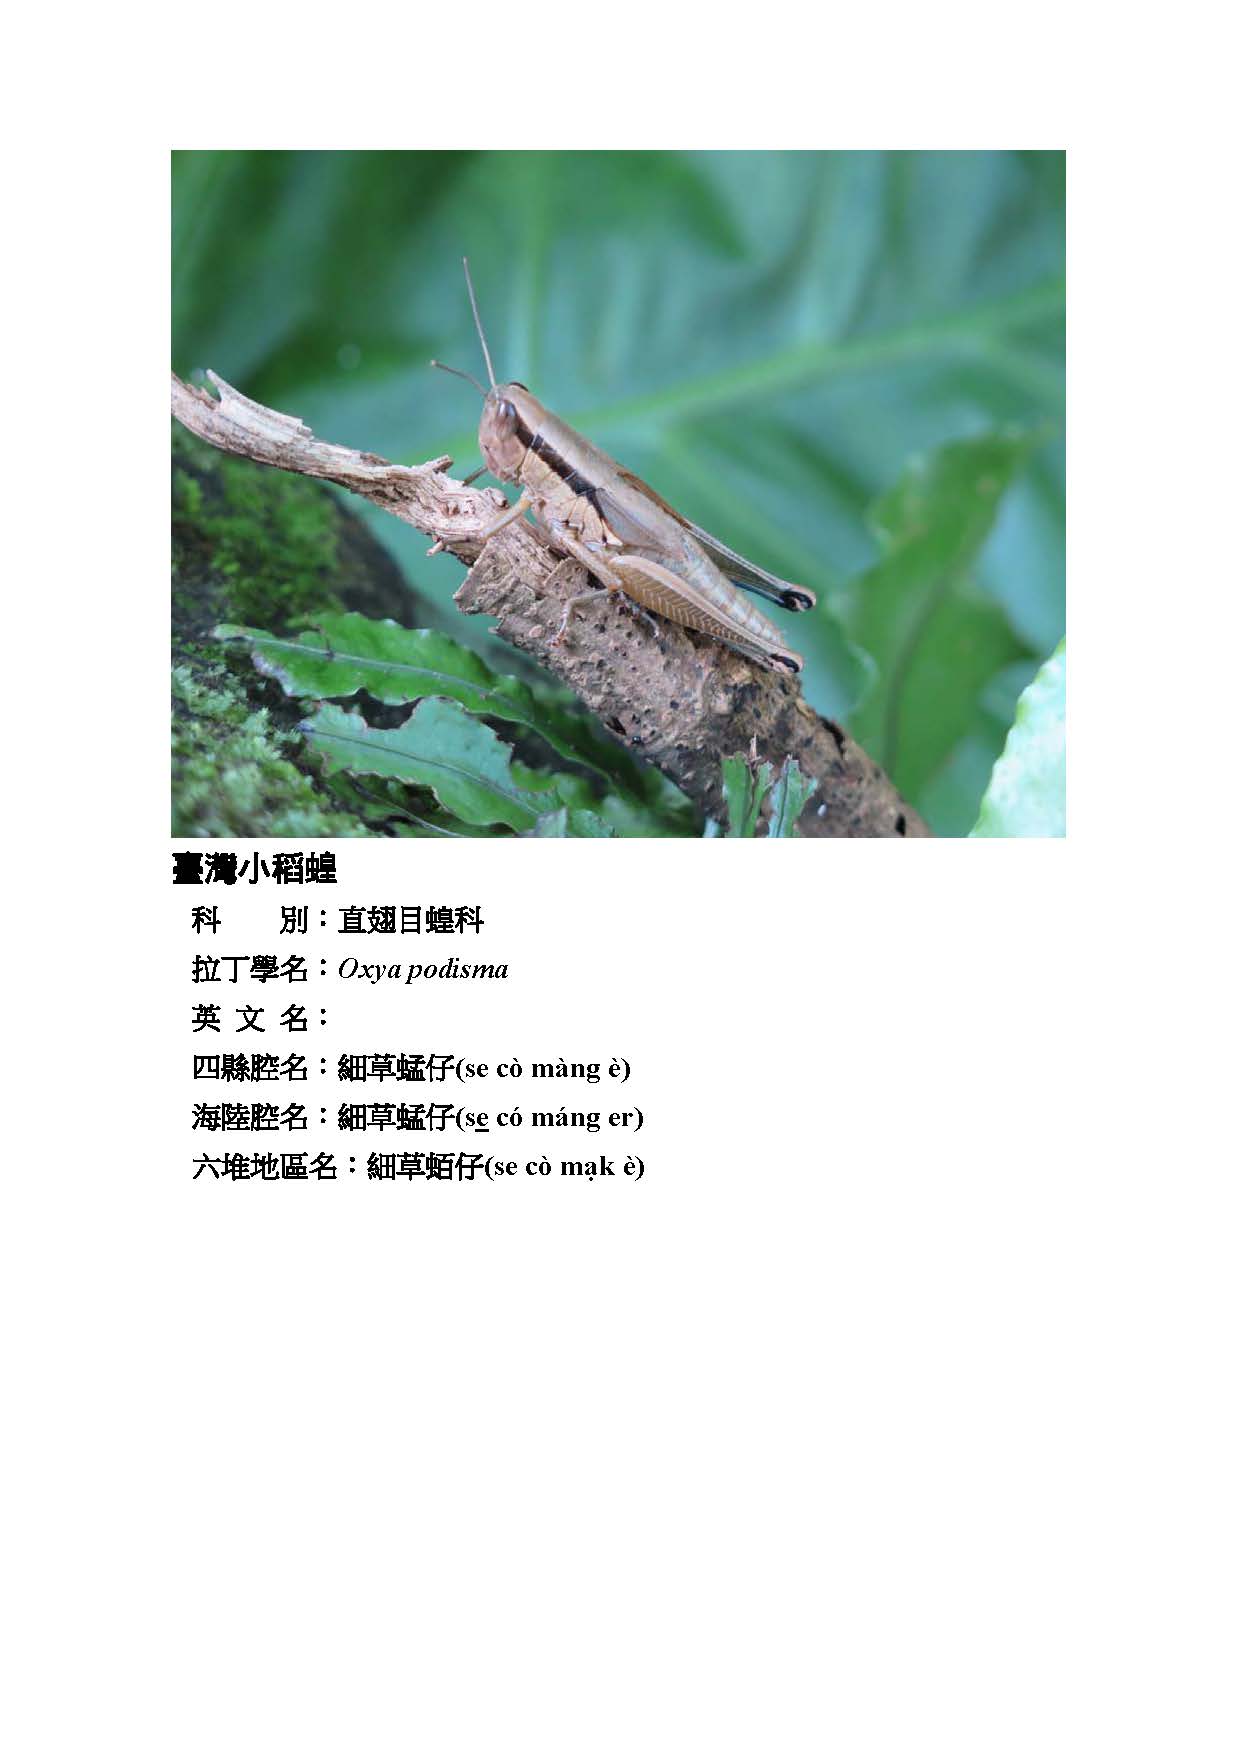 臺灣小稻蝗
科　　別：直翅目蝗科
拉丁學名：Oxya podisma
英 文 名：
四縣腔名：細草蜢仔(se cò màng è)
海陸腔名：細草蜢仔(se có máng er)
六堆地區名：細草蛨仔(se cò mạk è)